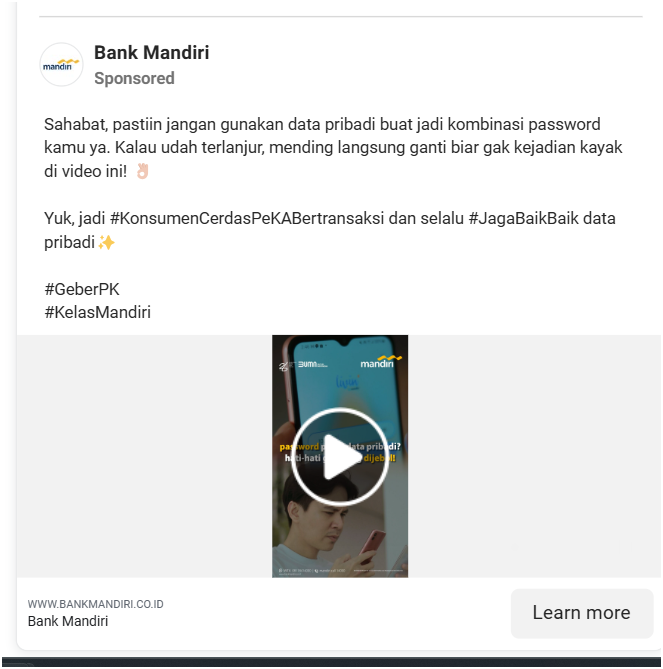 mandiri
Bank Mandiri
Sponsored
Sahabat, pastiin jangan gunakan data pribadi buat jadi kombinasi password
kamu ya. Kalau udah terlanjur, mending langsung ganti biar gak kejadian kayak
di video ini! 👌🏻
Yuk, jadi #KonsumenCerdasPeKABertransaksi dan selalu #JagaBaikBaik data
pribadi ✨
#GeberPK
#KelasMandiri
BUMN
mandiri
livin'
password data pribadi?
hati-hati dijebol!
WWW.BANKMANDIRI.CO.ID
Bank Mandiri
Learn more